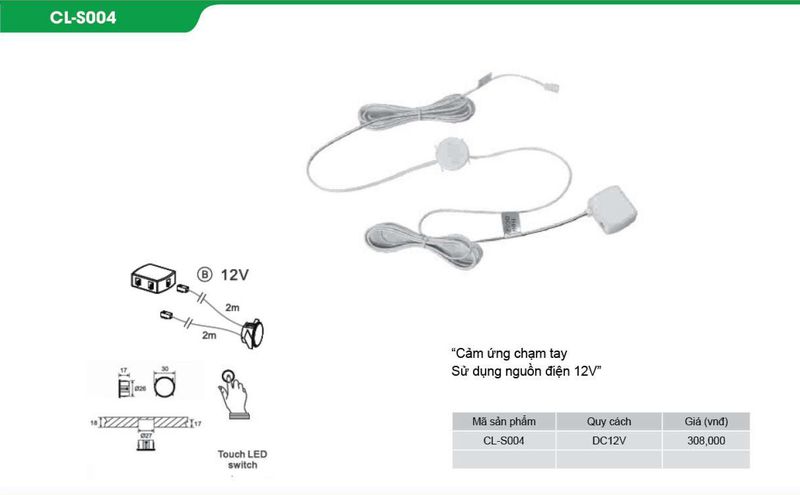 CL-S004
B 12V
2m
2m
17
30
Ø26
18
17
Ø27
Touch LED
switch
“Cảm ứng chạm tay
Sử dụng nguồn điện 12V”
Mã sản phẩm Quy cách Giá (vnđ)
CL-S004 DC12V 308,000